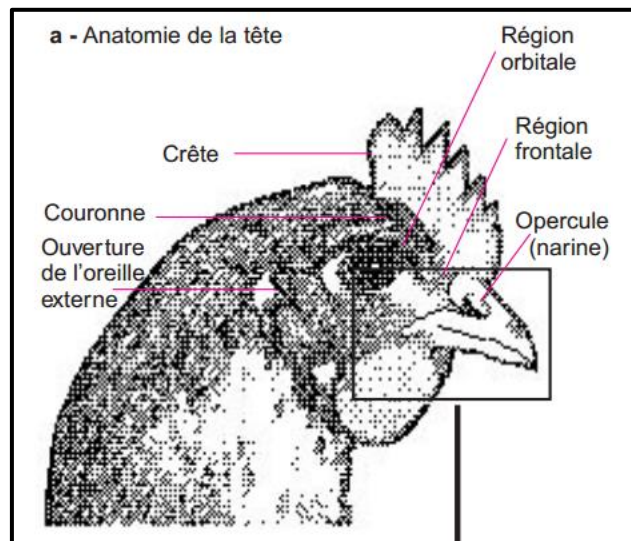 a - Anatomie de la tête
Région
orbitale
Crête
Région
frontale
Couronne
Opercule
(narine)
Ouverture
de l'oreille
externe